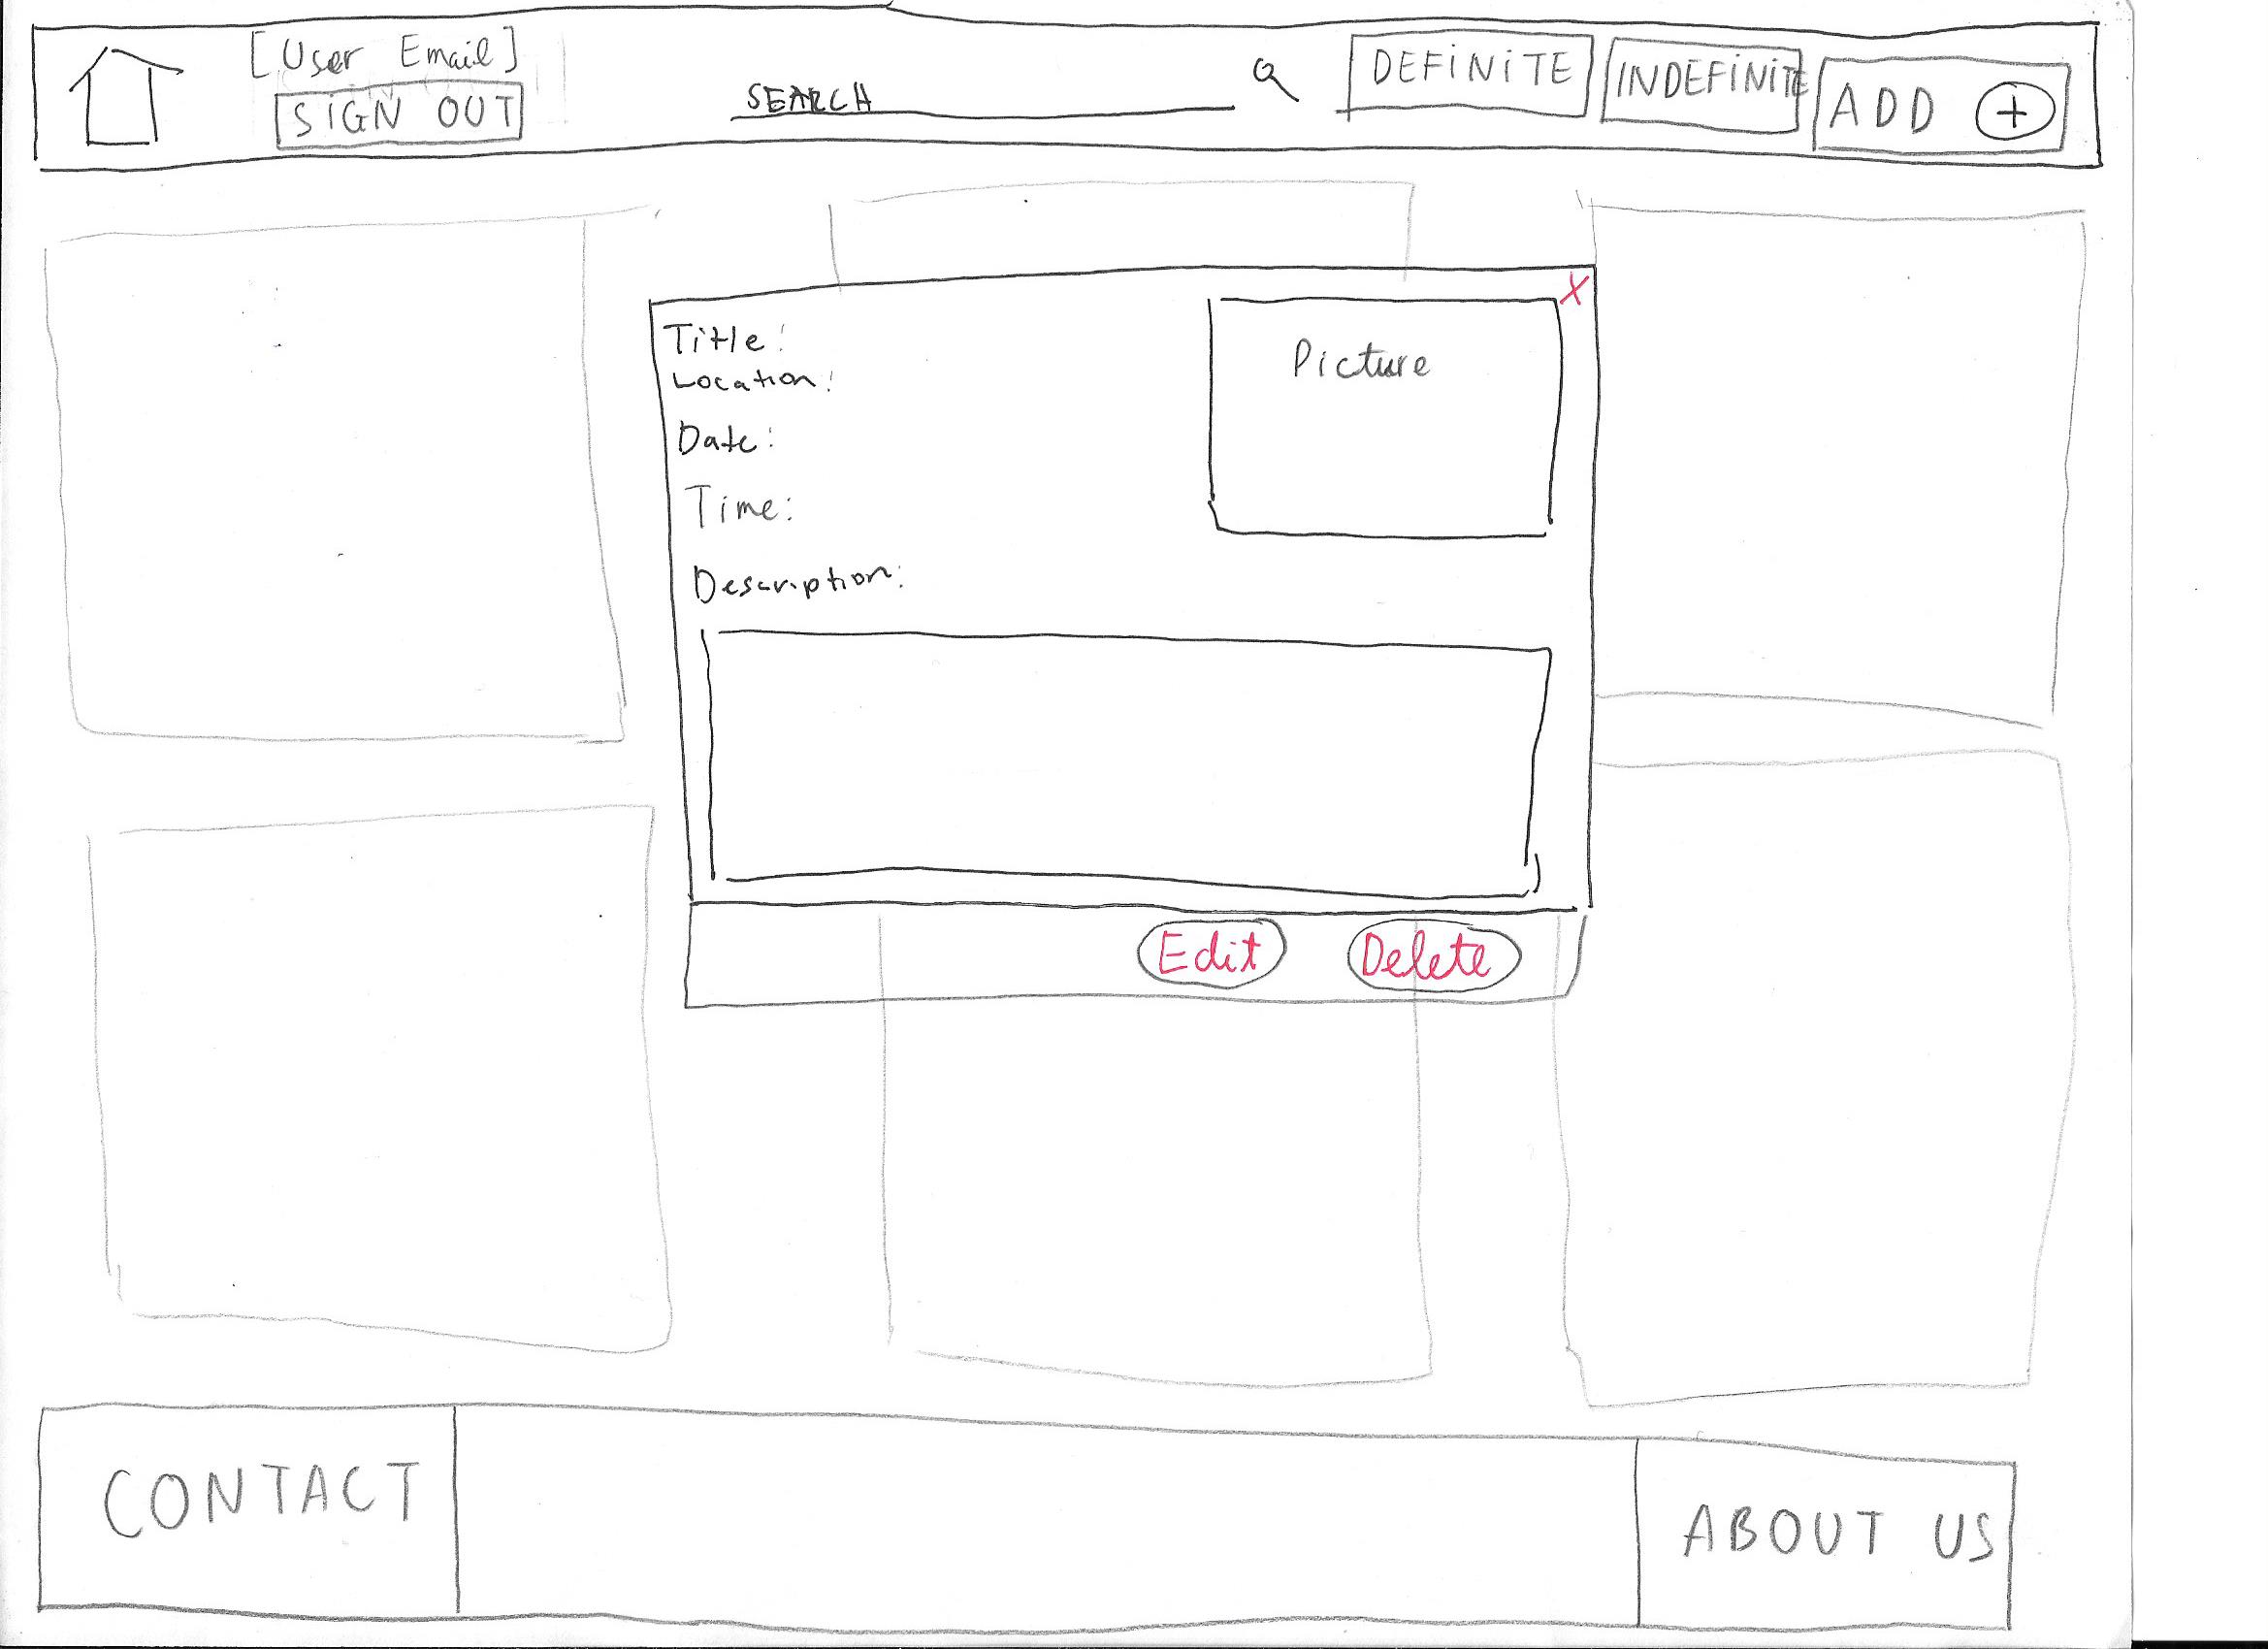 [User Email]
SIGN OUT
SEARCH
DEFINITE
INDEFINITE
ADD +
X
Title:
Location:
Date:
Time:
Description:
Picture
Edit
Delete
CONTACT
ABOUT US